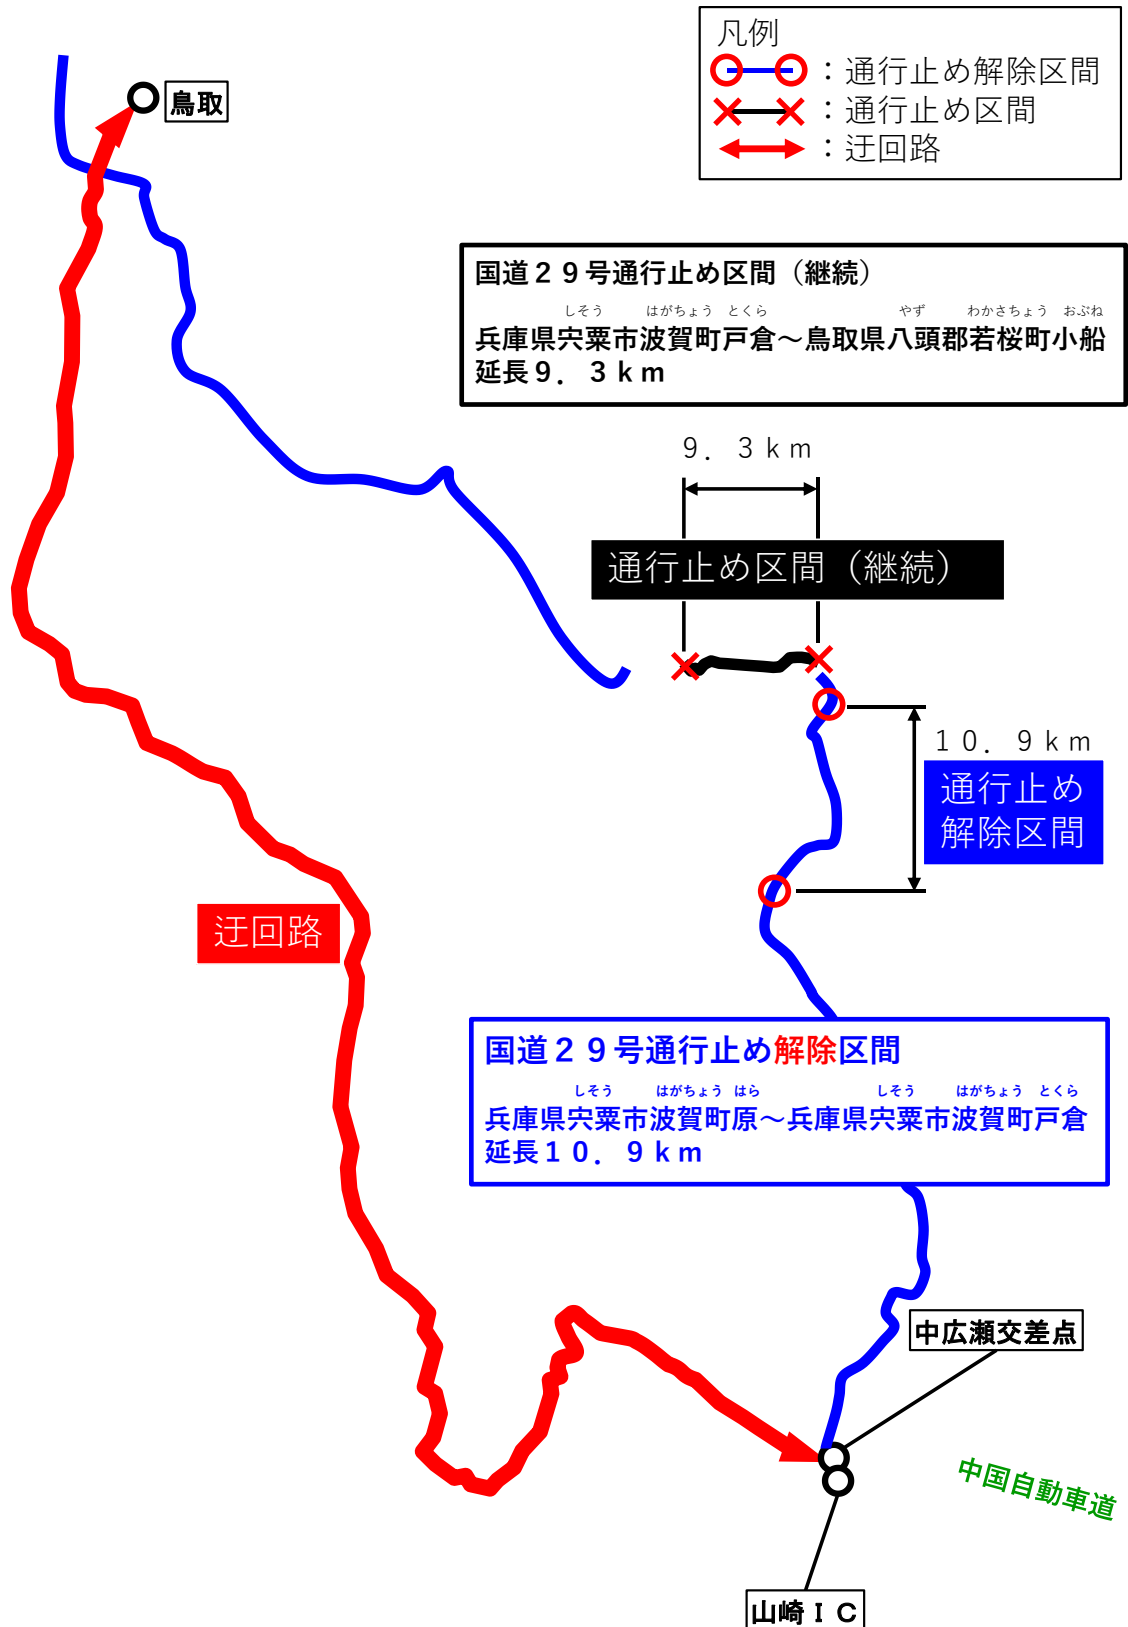 凡例
：通行止め解除区間
：通行止め区間
：迂回路
鳥取
国道２９号通行止め区間（継続）
しそう はがちょう とくら やず わかさちょう おぶね
兵庫県宍粟市波賀町戸倉～鳥取県八頭郡若桜町小船
延長９．３ｋｍ
９．３ｋｍ
通行止め区間（継続）
１０．９ｋｍ
通行止め
解除区間
迂回路
国道２９号通行止め解除区間
しそう はがちょう はら しそう はがちょう とくら
兵庫県宍粟市波賀町原～兵庫県宍粟市波賀町戸倉
延長１０．９ｋｍ
中広瀬交差点
中国自動車道
山崎ＩＣ